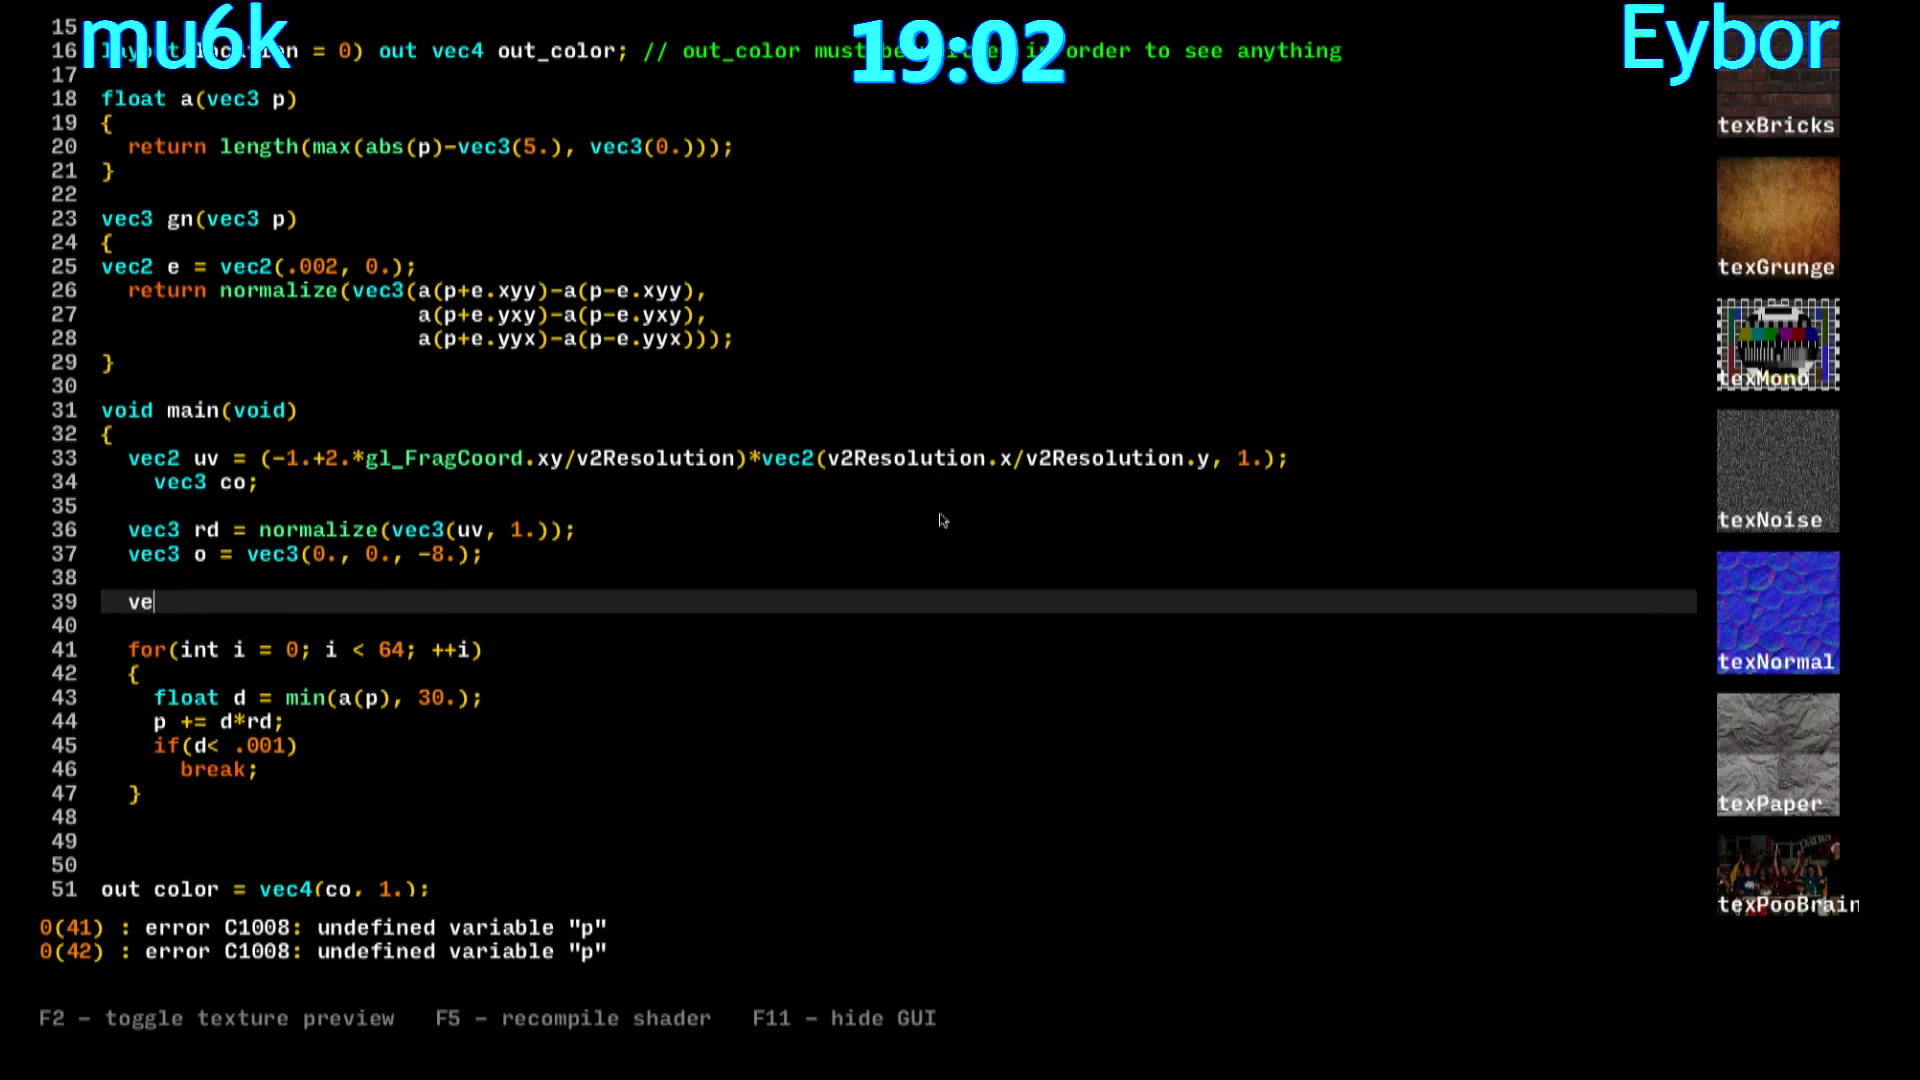 mu6k
19:02
Eybor
15
16 = 0) out vec4 out_color; // out_color must order to see anything
17
18 float a(vec3 p)
19 {
20 return length(max(abs(p)-vec3(5.), vec3(0.)));
21 }
22
23 vec3 gn(vec3 p)
24 {
25 vec2 e = vec2(.002, 0.);
26 return normalize(vec3(a(p+e.xyy)-a(p-e.xyy),
27 a(p+e.yxy)-a(p-e.yxy),
28 a(p+e.yyx)-a(p-e.yyx)));
29 }
30
31 void main(void)
32 {
33 vec2 uv = (-1.+2.*gl_FragCoord.xy/v2Resolution)*vec2(v2Resolution.x/v2Resolution.y, 1.);
34 vec3 co;
35
36 vec3 rd = normalize(vec3(uv, 1.));
37 vec3 o = vec3(0., 0., -8.);
38
39 ve
40
41 for(int i = 0; i < 64; ++i)
42 {
43 float d = min(a(p), 30.);
44 p += d*rd;
45 if(d< .001)
46 break;
47 }
48
49
50
51 out color = vec4(co, 1.);
0(41) : error C1008: undefined variable "p"
0(42) : error C1008: undefined variable "p"
F2 - toggle texture preview F5 - recompile shader F11 - hide GUI
texBricks
texGrunge
texMono
texNoise
texNormal
texPaper
texPooBrain